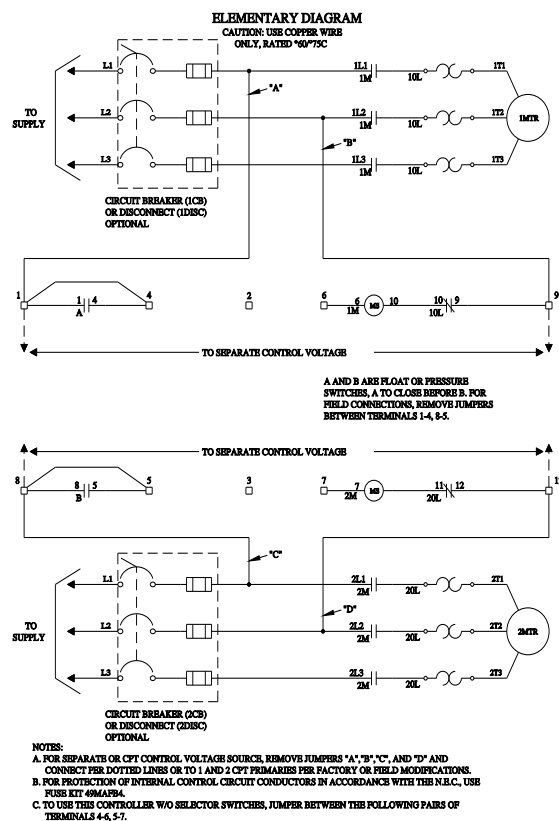 ELEMENTARY DIAGRAM
CAUTION: USE COPPER WIRE
ONLY, RATED °60/°75C
L1
1L1
1M
10L
1T1
"A"
TO
SUPPLY
L2
1L2
1M
10L
1T2
1MTR
"B"
L3
1L3
1M
10L
1T3
CIRCUIT BREAKER (1CB)
OR DISCONNECT (1DISC)
OPTIONAL
1
1
4
A
4
2
6
6
1M
MS
10
10
9
10L
9
TO SEPARATE CONTROL VOLTAGE
A AND B ARE FLOAT OR PRESSURE
SWITCHES, A TO CLOSE BEFORE B. FOR
FIELD CONNECTIONS, REMOVE JUMPERS
BETWEEN TERMINALS 1-4, 8-5.
TO SEPARATE CONTROL VOLTAGE
8
8
5
B
5
3
7
7
2M
MS
11
12
20L
"C"
L1
2L1
2M
20L
2T1
"D"
TO
SUPPLY
L2
2L2
2M
20L
2T2
2MTR
L3
2L3
2M
20L
2T3
CIRCUIT BREAKER (2CB)
OR DISCONNECT (2DISC)
OPTIONAL
NOTES:
A. FOR SEPARATE OR CPT CONTROL VOLTAGE SOURCE, REMOVE JUMPERS "A","B","C", AND "D" AND
CONNECT PER DOTTED LINES OR TO 1 AND 2 CPT PRIMARIES PER FACTORY OR FIELD MODIFICATIONS.
B. FOR PROTECTION OF INTERNAL CONTROL CIRCUIT CONDUCTORS IN ACCORDANCE WITH THE N.E.C., USE
FUSE KIT 49MAFB4.
C. TO USE THIS CONTROLLER W/O SELECTOR SWITCHES, JUMPER BETWEEN THE FOLLOWING PAIRS OF
TERMINALS 4-6, 5-7.